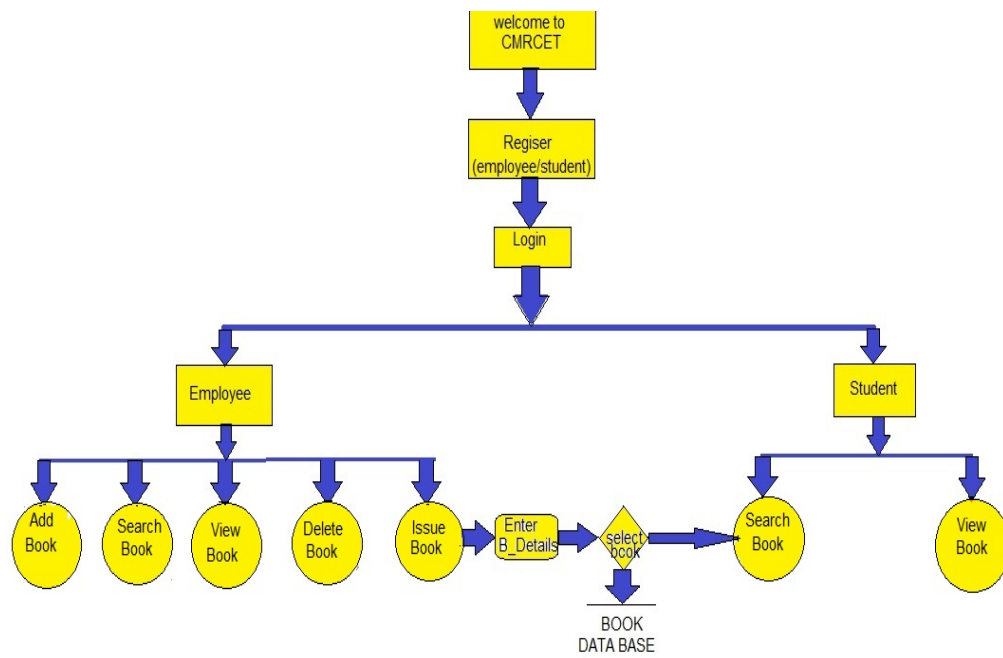 welcome to
CMRCET
Regiser
(employee/student)
Login
Employee
Student
Add
Book
Search
Book
View
Book
Delete
Book
Issue
Book
Enter
B_Details
select
book
Search
Book
View
Book
BOOK
DATA BASE